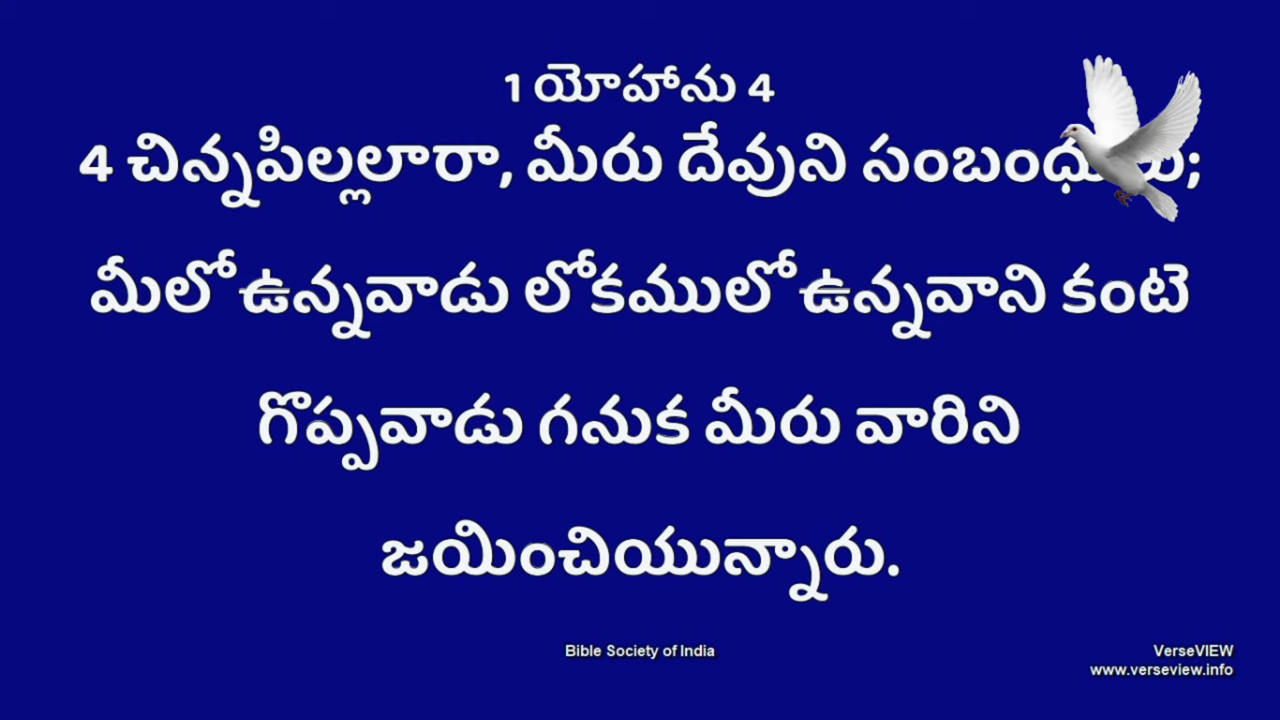 1 యోహాను 4
4 చిన్నపిల్లలారా, మీరు దేవుని సంబంధులు;
మీలో ఉన్నవాడు లోకములో ఉన్నవాని కంటె
గొప్పవాడు గనుక మీరు వారిని
జయించియున్నారు.
Bible Society of India
VerseVIEW
www.verseview.info